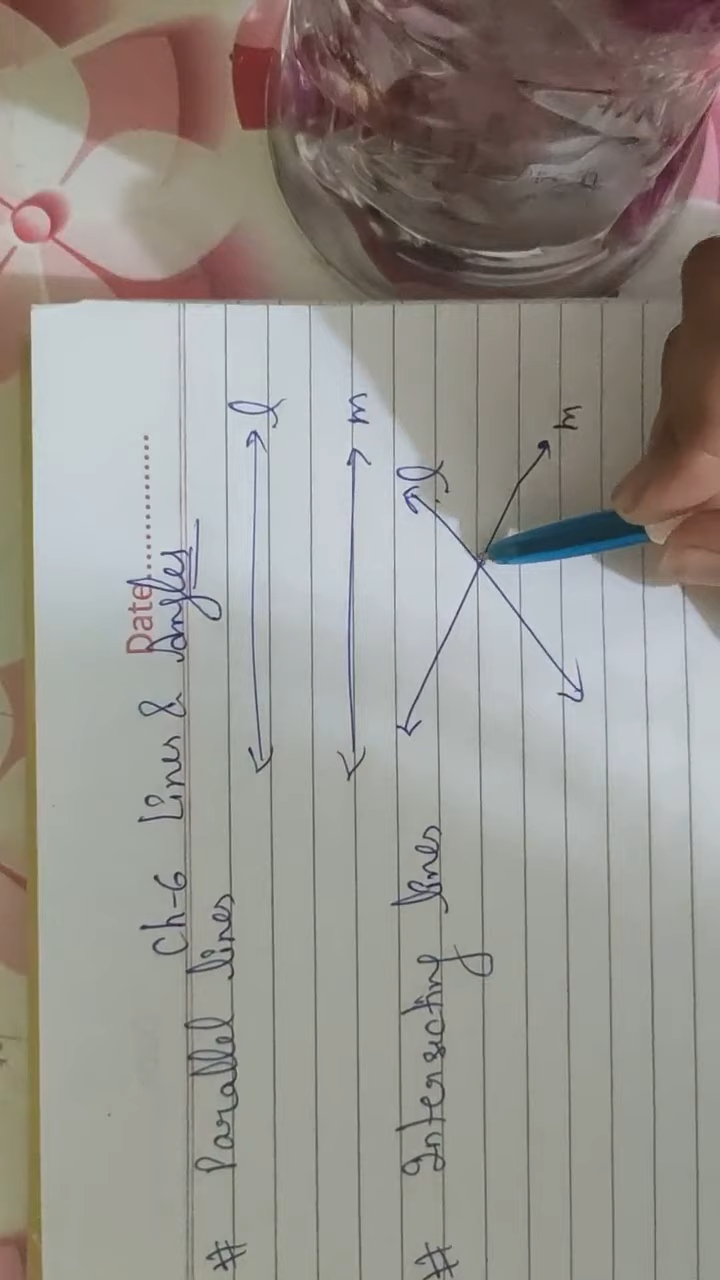 Date
Ch-6 Lines & Angles
# Parallel lines
l
m
# Intersecting lines
l
m